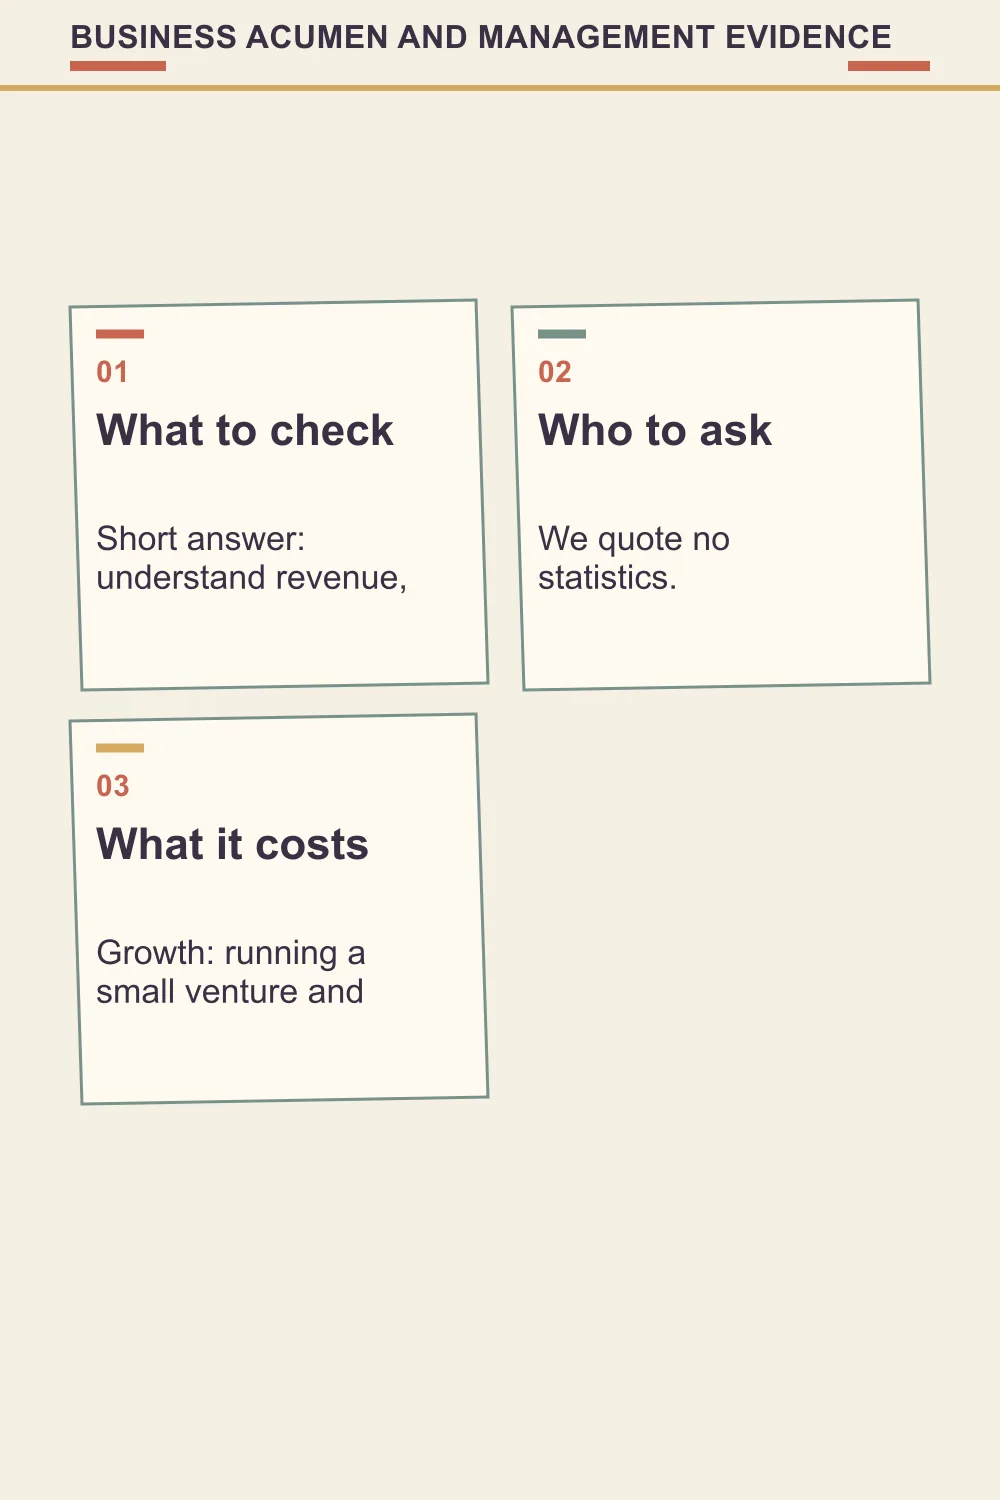 BUSINESS ACUMEN AND MANAGEMENT EVIDENCE
01
What to check
Short answer:
understand revenue,
02
Who to ask
We quote no
statistics.
03
What it costs
Growth: running a
small venture and